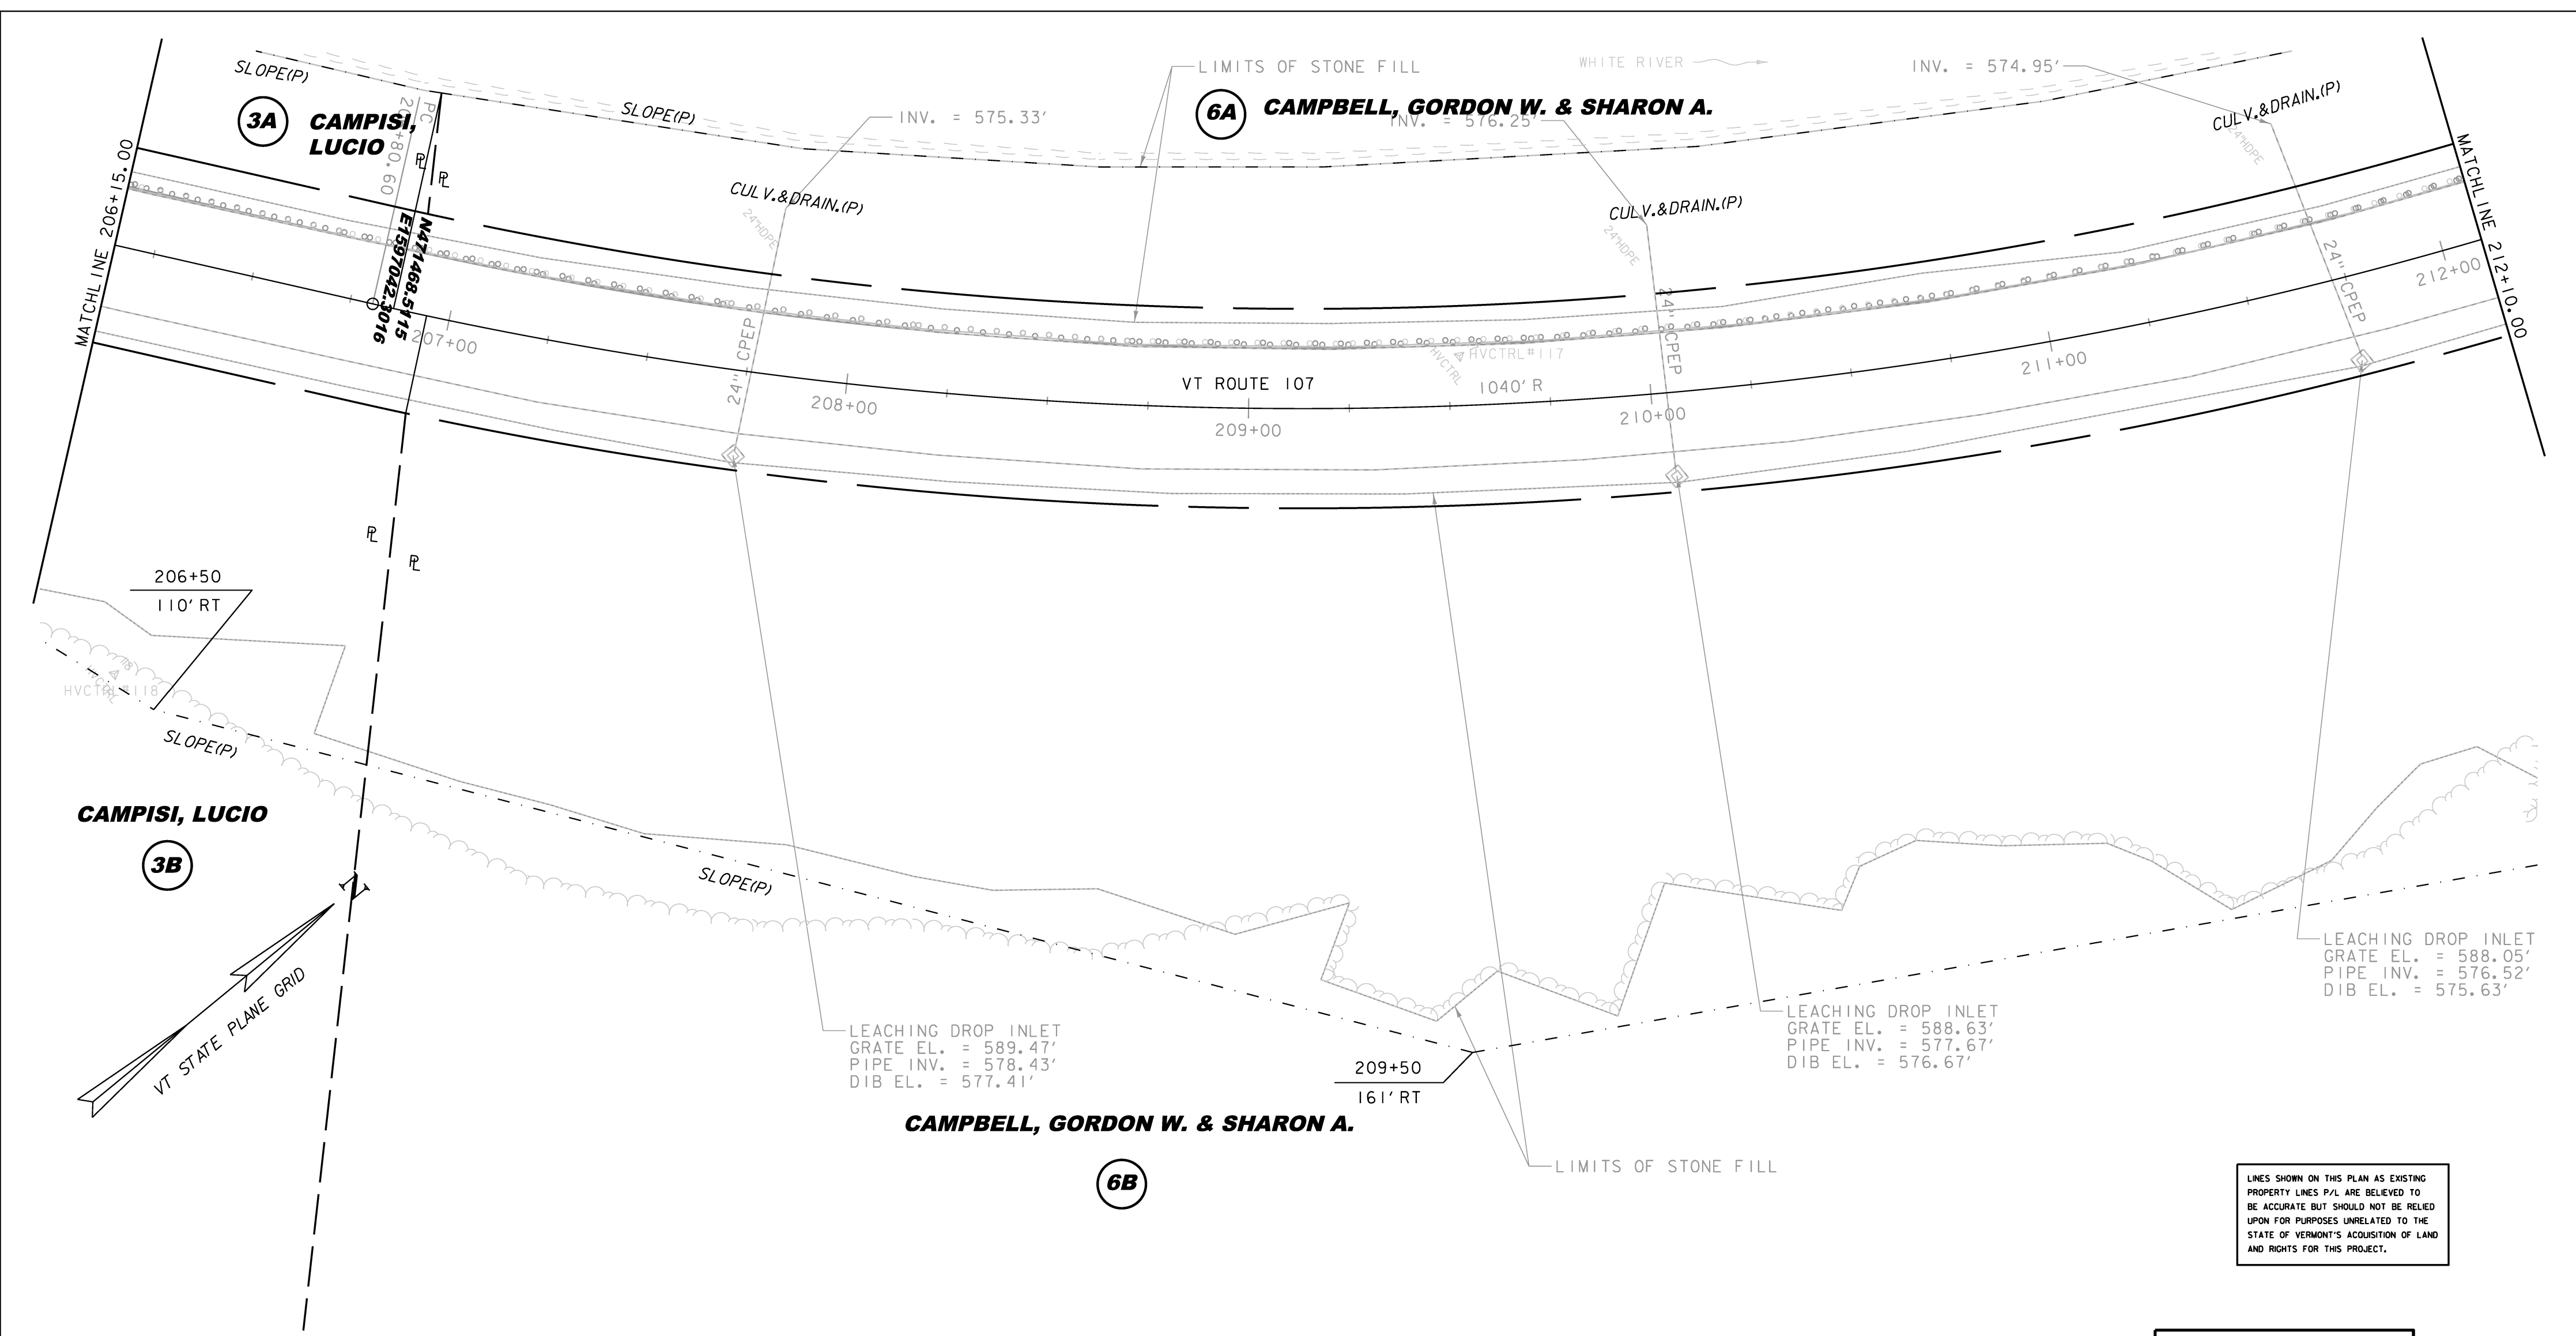 SLOPE(P)
3A
CAMPISI,
LUCIO
PC
206+80.60
PL
PL
N471468.5115
E1597042.3016
MATCHLINE 206+15.00
SLOPE(P)
INV. = 575.33'
LIMITS OF STONE FILL
6A
CAMPBELL, GORDON W. & SHARON A.
INV. = 576.25'
WHITE RIVER
INV. = 574.95'
CULV.&DRAIN.(P)
24"HDPE
CULV.&DRAIN.(P)
24"HDPE
CULV.&DRAIN.(P)
24"HDPE
MATCHLINE 212+10.00
24" CPEP
24" CPEP
24" CPEP
207+00
208+00
209+00
210+00
211+00
212+00
VT ROUTE 107
1040' R
HVCTRL
HVCTRL#117
PL
PL
206+50
110' RT
HVCTRL
118
HVCTRL#118
SLOPE(P)
CAMPISI, LUCIO
3B
N
VT STATE PLANE GRID
SLOPE(P)
LEACHING DROP INLET
GRATE EL. = 589.47'
PIPE INV. = 578.43'
DIB EL. = 577.41'
209+50
161' RT
LEACHING DROP INLET
GRATE EL. = 588.63'
PIPE INV. = 577.67'
DIB EL. = 576.67'
LEACHING DROP INLET
GRATE EL. = 588.05'
PIPE INV. = 576.52'
DIB EL. = 575.63'
CAMPBELL, GORDON W. & SHARON A.
6B
LIMITS OF STONE FILL
LINES SHOWN ON THIS PLAN AS EXISTING
PROPERTY LINES P/L ARE BELIEVED TO
BE ACCURATE BUT SHOULD NOT BE RELIED
UPON FOR PURPOSES UNRELATED TO THE
STATE OF VERMONT'S ACQUISITION OF LAND
AND RIGHTS FOR THIS PROJECT.